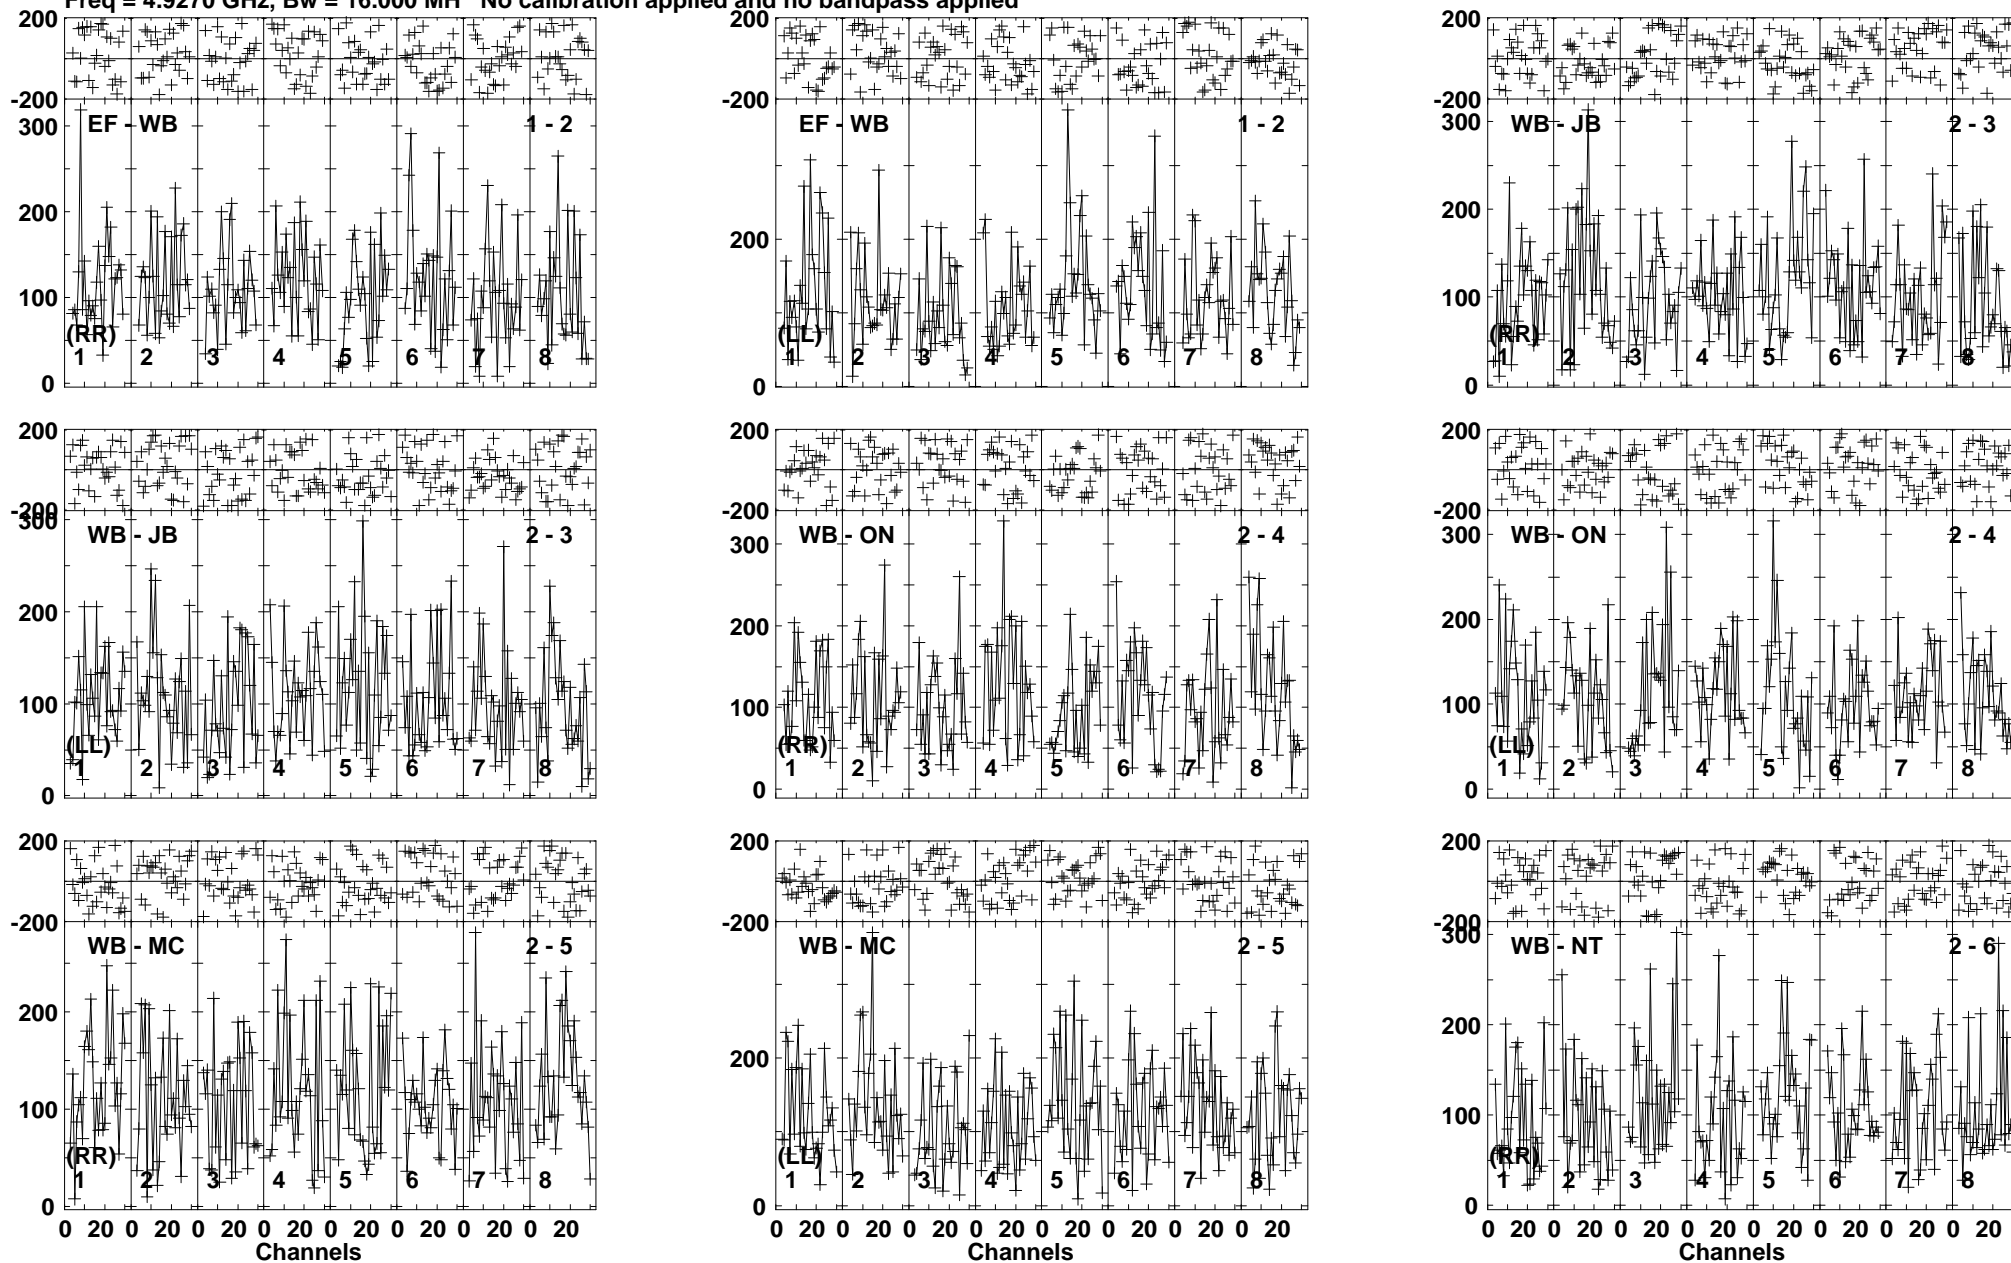 Freq = 4.9270 GHz, Bw = 16.000 MH No calibration applied and no bandpass applied
200 200 200
-200 -200 -200
300 EF - WB 1 - 2 EF - WB 1 - 2 300 WB - JB 2 - 3
200 200 200
100 100
(RR) (LL) (RR)
1 2 3 4 5 6 7 8 1 2 3 4 5 6 7 8 1 2 3 4 5 6 7 8
0 0 0
200 200 200
-200 -200 -200
300 WB - JB 2 - 3 300 WB - ON 2 - 4 300 WB - ON 2 - 4
200 200 200
100 100 100
(LL) (RR) (LL)
1 2 3 4 5 6 7 8 1 2 3 4 5 6 7 8 1 2 3 4 5 6 7 8
0 0 0
200 200 200
-200 -200 -200
WB - MC 2 - 5 WB - MC 2 - 5 300 WB - NT 2 - 6
200 200 200
100 100
(RR) (LL) (RR)
1 2 3 4 5 6 7 8 1 2 3 4 5 6 7 8 1 2 3 4 5 6 7 8
0 0 0
0 20 0 20 0 20 0 20 0 20 0 20 0 20 0 20 0 20 0 20 0 20 0 20 0 20 0 20 0 20 0 20 0 20 0 20 0 20 0 20 0 20 0 20 0 20 0 20
Channels Channels Channels